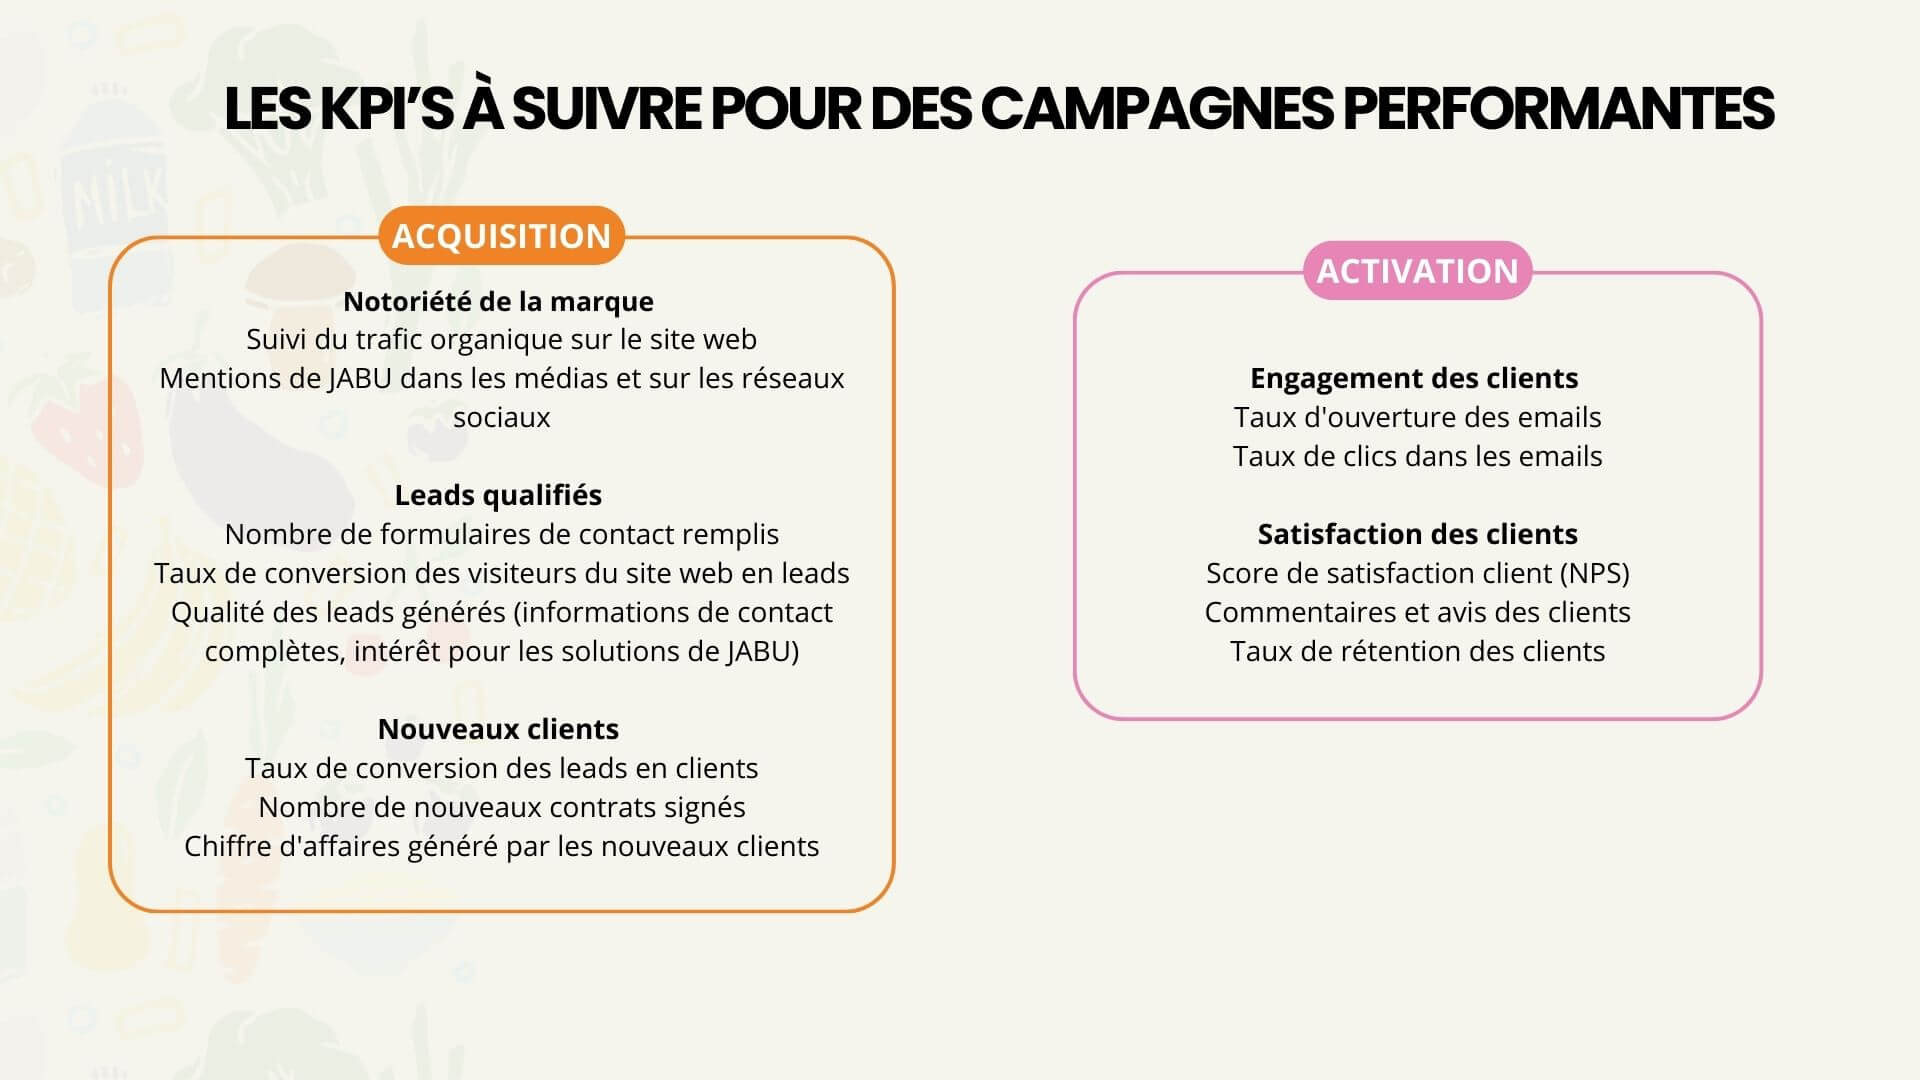 LES KPI’S À SUIVRE POUR DES CAMPAGNES PERFORMANTES
ACQUISITION
Notoriété de la marque
Suivi du trafic organique sur le site web
Mentions de JABU dans les médias et sur les réseaux
sociaux
Leads qualifiés
Nombre de formulaires de contact remplis
Taux de conversion des visiteurs du site web en leads
Qualité des leads générés (informations de contact
complètes, intérêt pour les solutions de JABU)
Nouveaux clients
Taux de conversion des leads en clients
Nombre de nouveaux contrats signés
Chiffre d'affaires généré par les nouveaux clients
ACTIVATION
Engagement des clients
Taux d'ouverture des emails
Taux de clics dans les emails
Satisfaction des clients
Score de satisfaction client (NPS)
Commentaires et avis des clients
Taux de rétention des clients
MILK